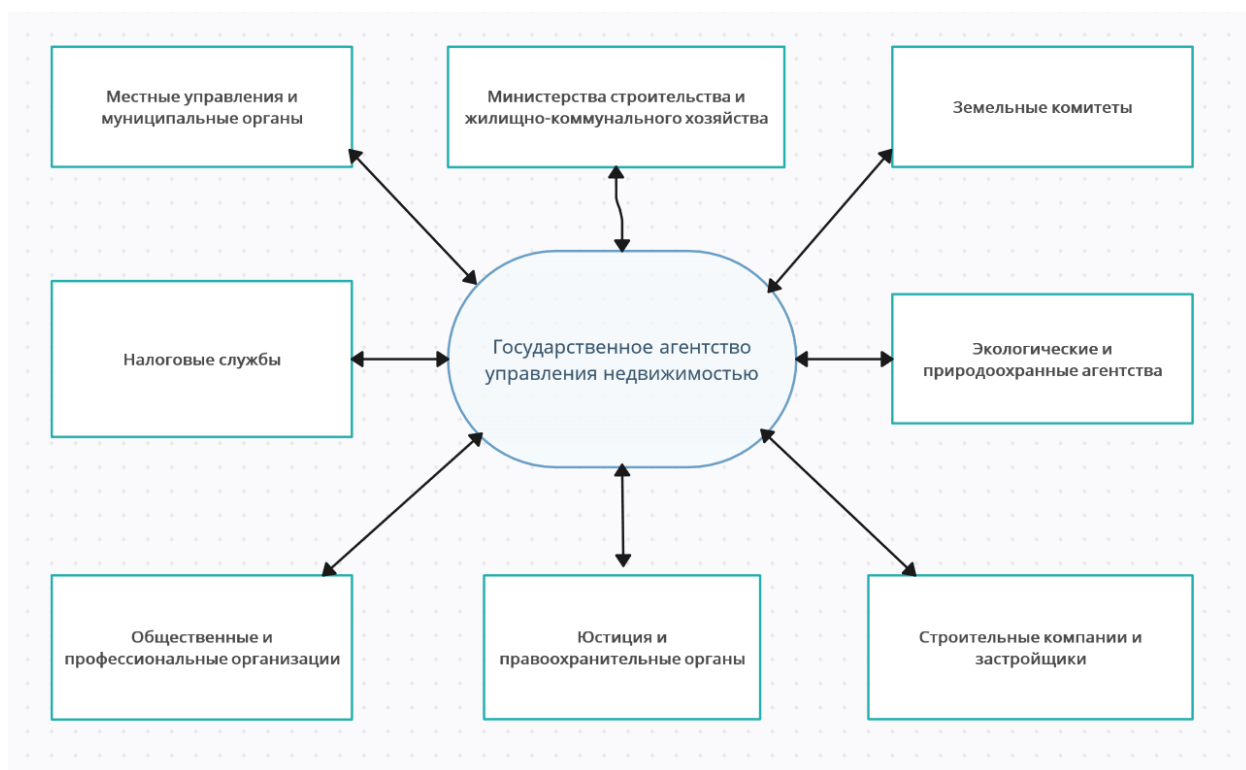 Местные управления и
муниципальные органы
Министерства строительства и
жилищно-коммунального хозяйства
Земельные комитеты
Налоговые службы
Государственное агентство
управления недвижимостью
Экологические и
природоохранные агентства
Общественные и
профессиональные организации
Юстиция и
правоохранительные органы
Строительные компании и
застройщики